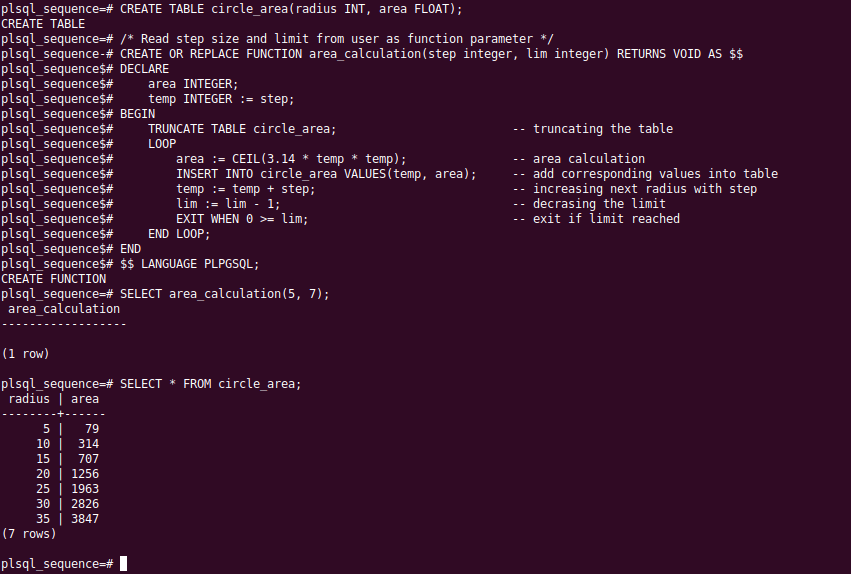 plsql_sequence=# CREATE TABLE circle_area(radius INT, area FLOAT);
CREATE TABLE
plsql_sequence=# /* Read step size and limit from user as function parameter */
plsql_sequence-# CREATE OR REPLACE FUNCTION area_calculation(step integer, lim integer) RETURNS VOID AS $$
plsql_sequence$# DECLARE
plsql_sequence$#     area INTEGER;
plsql_sequence$#     temp INTEGER := step;
plsql_sequence$# BEGIN
plsql_sequence$#     TRUNCATE TABLE circle_area;                         -- truncating the table
plsql_sequence$#     LOOP
plsql_sequence$#         area := CEIL(3.14 * temp * temp);               -- area calculation
plsql_sequence$#         INSERT INTO circle_area VALUES(temp, area);     -- add corresponding values into table
plsql_sequence$#         temp := temp + step;                            -- increasing next radius with step
plsql_sequence$#         lim := lim - 1;                                 -- decrasing the limit
plsql_sequence$#         EXIT WHEN 0 >= lim;                             -- exit if limit reached
plsql_sequence$#     END LOOP;
plsql_sequence$# END
plsql_sequence$# $$ LANGUAGE PLPGSQL;
CREATE FUNCTION
plsql_sequence=# SELECT area_calculation(5, 7);
 area_calculation
------------------

(1 row)

plsql_sequence=# SELECT * FROM circle_area;
 radius | area
--------+------
      5 |   79
     10 |  314
     15 |  707
     20 | 1256
     25 | 1963
     30 | 2826
     35 | 3847
(7 rows)

plsql_sequence=#